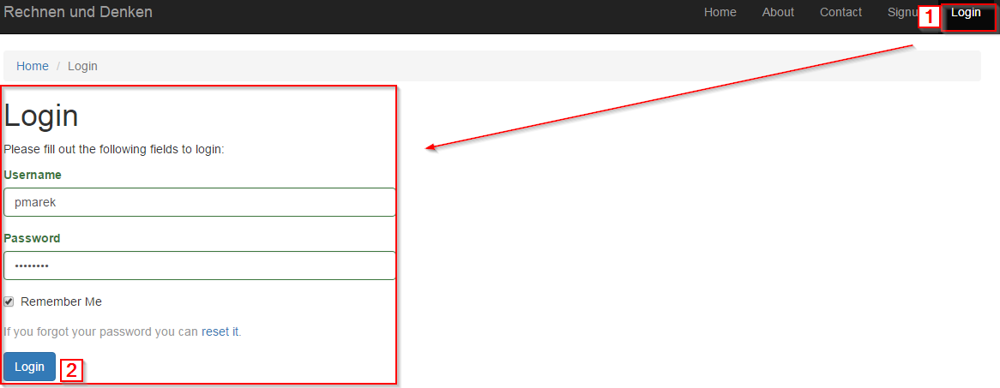 Rechnen und Denken Home About Contact Signu 1 Login
Home / Login
Login
Please fill out the following fields to login:
Username
pmarek
Password
••••••••
Remember Me
If you forgot your password you can reset it.
Login 2